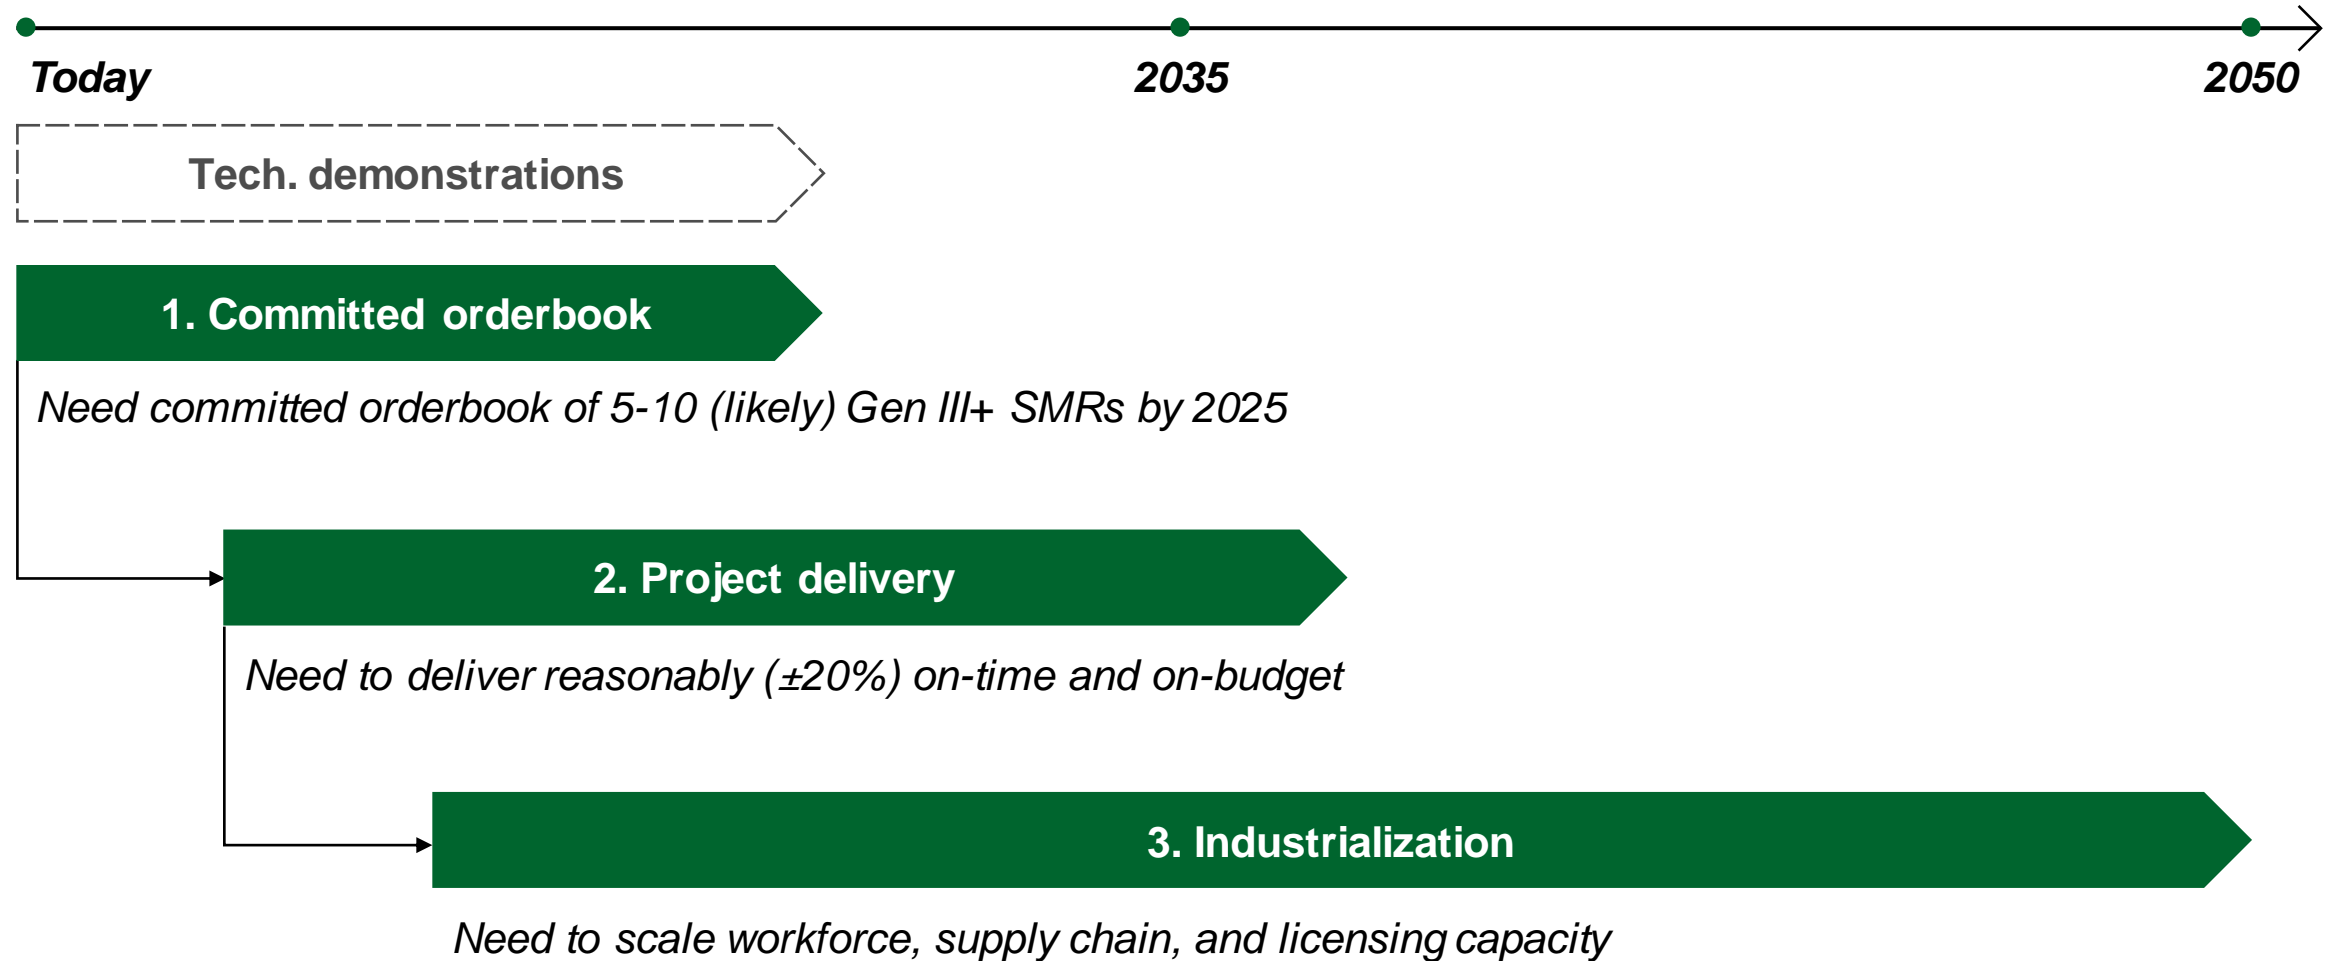 Today
2035
2050
Tech. demonstrations
1. Committed orderbook
Need committed orderbook of 5-10 (likely) Gen III+ SMRs by 2025
2. Project delivery
Need to deliver reasonably (±20%) on-time and on-budget
3. Industrialization
Need to scale workforce, supply chain, and licensing capacity